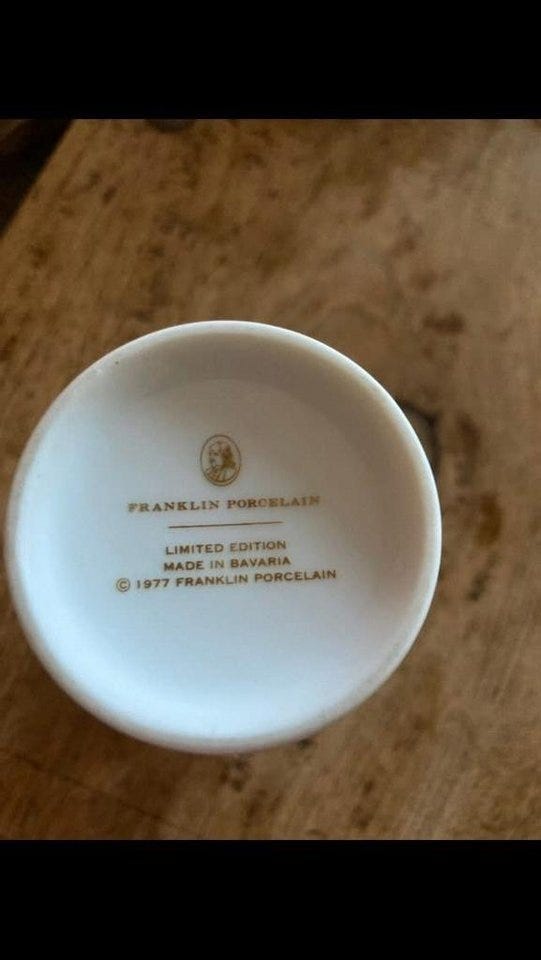 FRANKLIN PORCELAIN
LIMITED EDITION
MADE IN BAVARIA
© 1977 FRANKLIN PORCELAIN